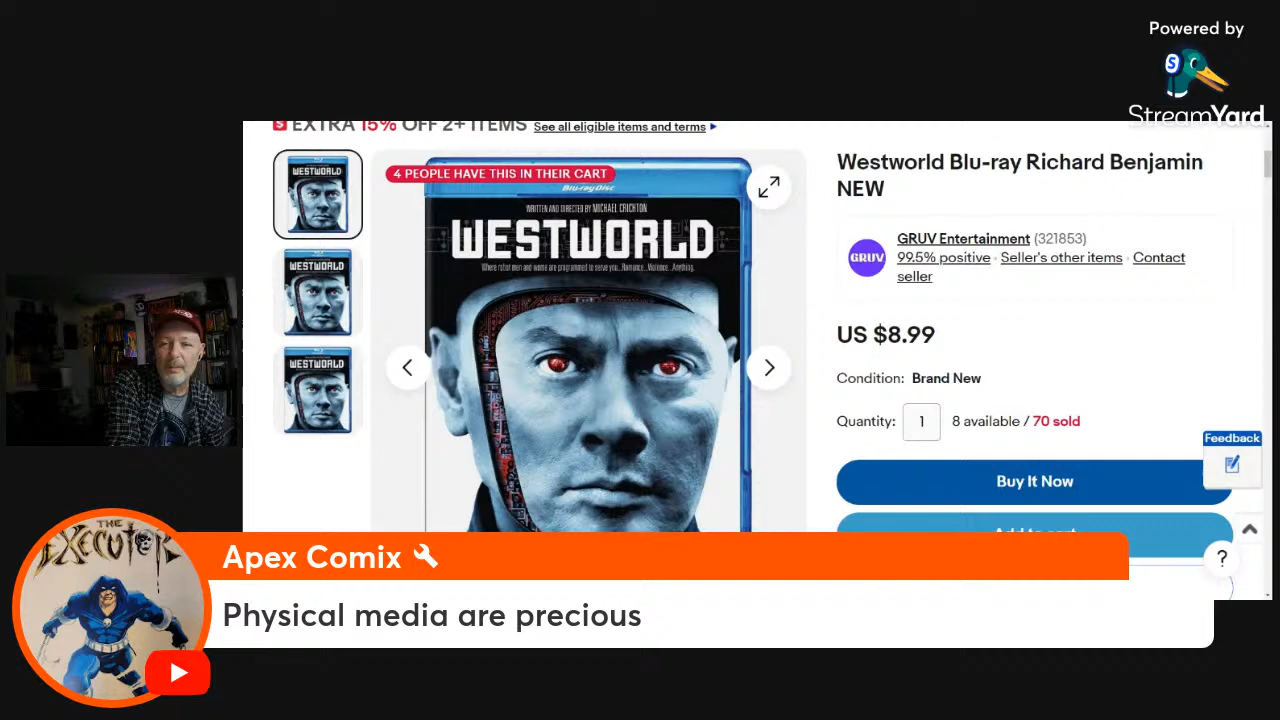 Powered by
StreamYard
EXTRA 15% OFF 2+ ITEMS See all eligible items and terms
4 PEOPLE HAVE THIS IN THEIR CART
Blu-ray Disc
WRITTEN AND DIRECTED BY MICHAEL CRICHTON
WESTWORLD
Where robot men and women are programmed to serve you...Romance...Violence...Anything.
WESTWORLD
WESTWORLD
WESTWORLD
Westworld Blu-ray Richard Benjamin
NEW
GRUV
GRUV Entertainment (321853)
99.5% positive · Seller's other items · Contact
seller
US $8.99
Condition: Brand New
Quantity: 1 8 available / 70 sold
Feedback
Buy It Now
Add to cart
?
THE
EXECUTOR
Apex Comix
Physical media are precious